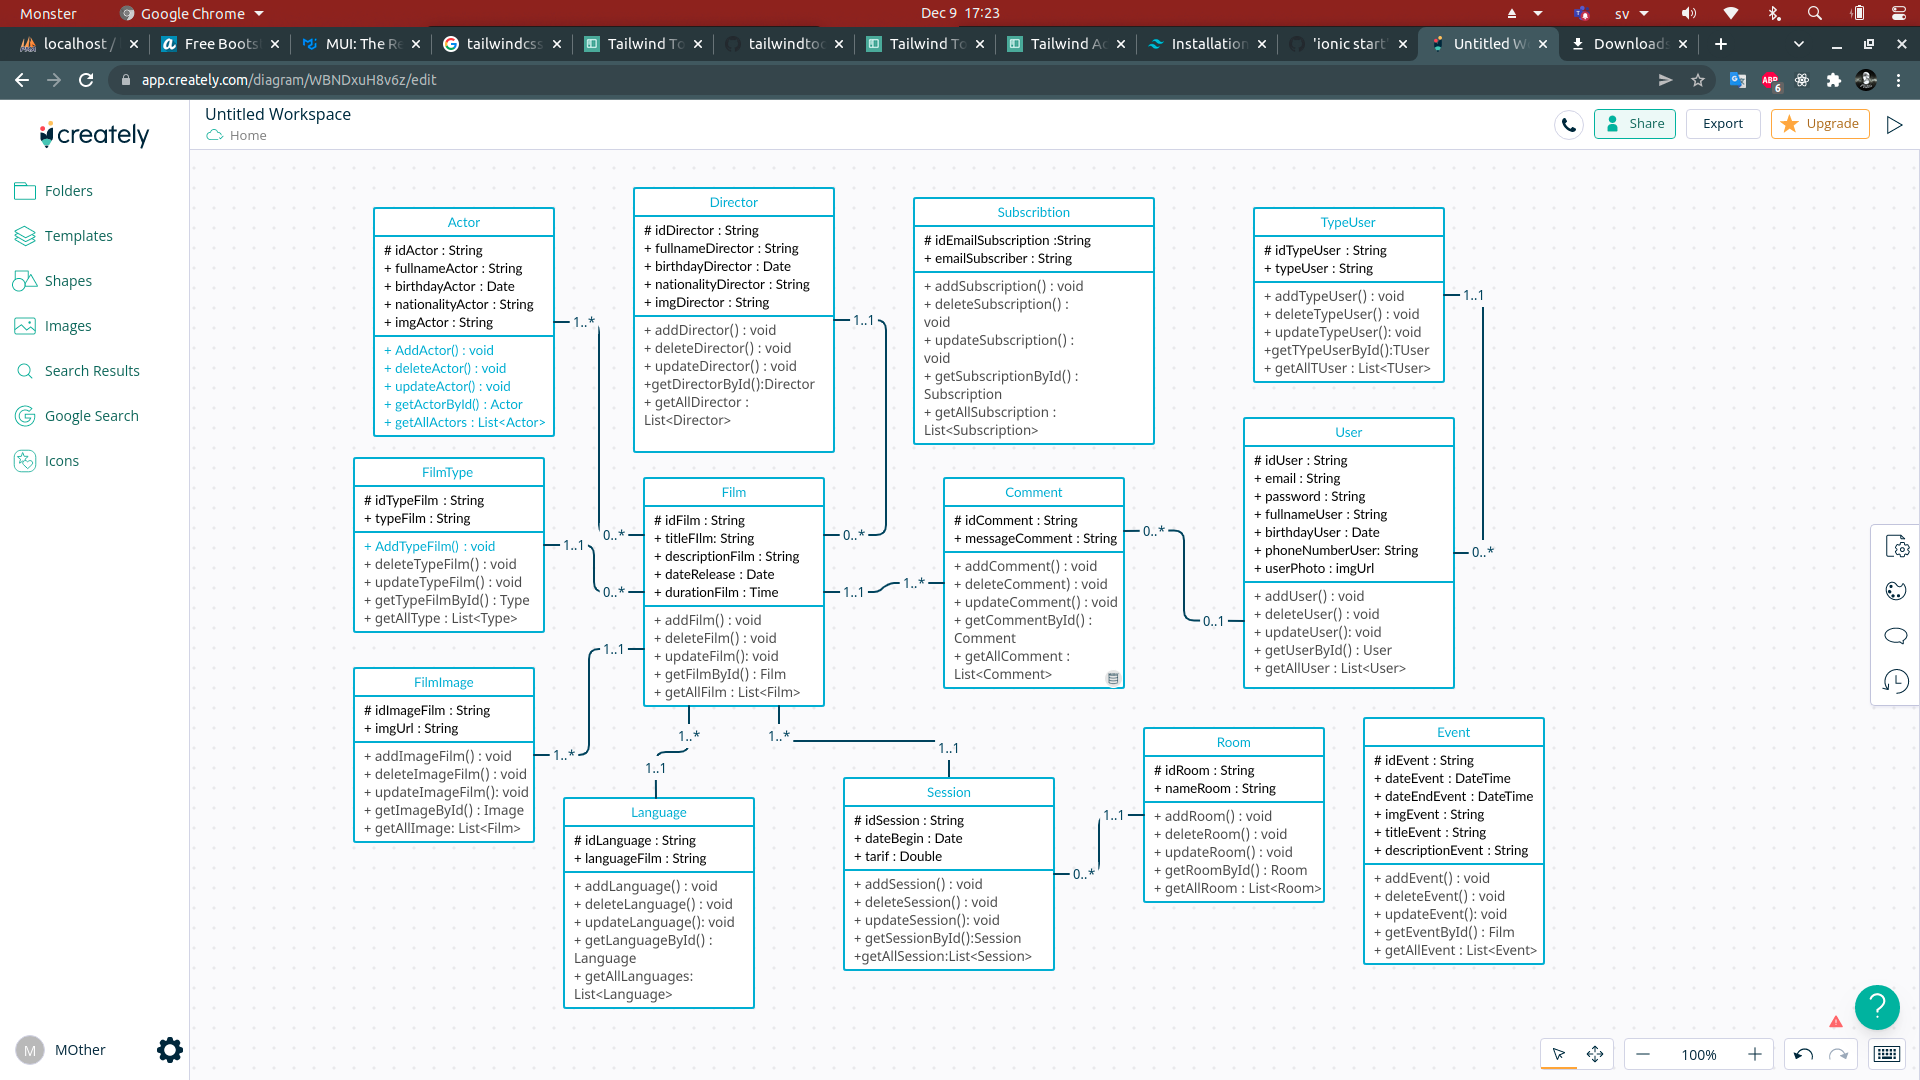 Monster
Google Chrome
Dec 9 17:23
sv
localhost /
Free Boots
MUI: The Re
tailwindcss
Tailwind To
tailwindtoo
Tailwind To
Tailwind Ac
Installation
'ionic start'
Untitled W
Downloads
app.creately.com/diagram/WBNDxuH8v6z/edit
ABP
6
creately
Untitled Workspace
Home
Share
Export
Upgrade
Folders
Templates
Shapes
Images
Search Results
Google Search
Icons
MOther
M
Actor
# idActor : String
+ fullnameActor : String
+ birthdayActor : Date
+ nationalityActor : String
+ imgActor : String
+ AddActor() : void
+ deleteActor() : void
+ updateActor() : void
+ getActorById() : Actor
+ getAllActors : List<Actor>
Director
# idDirector : String
+ fullnameDirector : String
+ birthdayDirector : Date
+ nationalityDirector : String
+ imgDirector : String
+ addDirector() : void
+ deleteDirector() : void
+ updateDirector() : void
+getDirectorById():Director
+ getAllDirector :
List<Director>
Subscribtion
# idEmailSubscription :String
+ emailSubscriber : String
+ addSubscription() : void
+ deleteSubscription() :
void
+ updateSubscription() :
void
+ getSubscriptionById() :
Subscription
+ getAllSubscription :
List<Subscription>
TypeUser
# idTypeUser : String
+ typeUser : String
+ addTypeUser() : void
+ deleteTypeUser() : void
+ updateTypeUser(): void
+getTYpeUserById():TUser
+ getAllTUser : List<TUser>
1..1
0..*
User
# idUser : String
+ email : String
+ password : String
+ fullnameUser : String
+ birthdayUser : Date
+ phoneNumberUser: String
+ userPhoto : imgUrl
+ addUser() : void
+ deleteUser() : void
+ updateUser(): void
+ getUserById() : User
+ getAllUser : List<User>
FilmType
# idTypeFilm : String
+ typeFilm : String
+ AddTypeFilm() : void
+ deleteTypeFilm() : void
+ updateTypeFilm() : void
+ getTypeFilmById() : Type
+ getAllType : List<Type>
1..*
0..*
1..1
0..*
Film
# idFilm : String
+ titleFIlm: String
+ descriptionFilm : String
+ dateRelease : Date
+ durationFilm : Time
+ addFilm() : void
+ deleteFilm() : void
+ updateFilm(): void
+ getFilmById() : Film
+ getAllFilm : List<Film>
1..1
0..*
1..1
1..*
Comment
# idComment : String
+ messageComment : String
+ addComment() : void
+ deleteComment) : void
+ updateComment() : void
+ getCommentById() :
Comment
+ getAllComment :
List<Comment>
0..*
0..1
FilmImage
# idImageFilm : String
+ imgUrl : String
+ addImageFilm() : void
+ deleteImageFilm() : void
+ updateImageFilm(): void
+ getImageById() : Image
+ getAllImage: List<Film>
1..1
1..*
1..*
1..1
1..*
1..1
Language
# idLanguage : String
+ languageFilm : String
+ addLanguage() : void
+ deleteLanguage() : void
+ updateLanguage(): void
+ getLanguageById() :
Language
+ getAllLanguages:
List<Language>
Session
# idSession : String
+ dateBegin : Date
+ tarif : Double
+ addSession() : void
+ deleteSession() : void
+ updateSession(): void
+ getSessionById():Session
+getAllSession:List<Session>
1..1
0..*
Room
# idRoom : String
+ nameRoom : String
+ addRoom() : void
+ deleteRoom() : void
+ updateRoom() : void
+ getRoomById() : Room
+ getAllRoom : List<Room>
Event
# idEvent : String
+ dateEvent : DateTime
+ dateEndEvent : DateTime
+ imgEvent : String
+ titleEvent : String
+ descriptionEvent : String
+ addEvent() : void
+ deleteEvent() : void
+ updateEvent(): void
+ getEventById() : Film
+ getAllEvent : List<Event>
?
100%